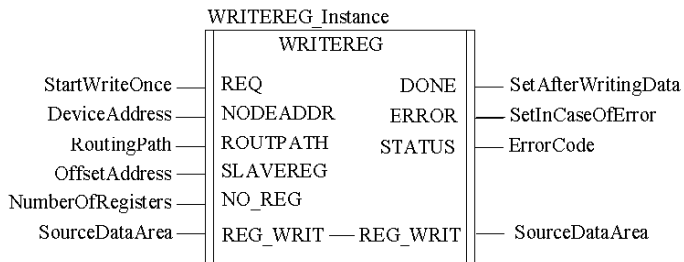 WRITEREG_Instance
WRITEREG
StartWriteOnce REQ DONE SetAfterWritingData
DeviceAddress NODEADDR ERROR SetInCaseOfError
RoutingPath ROUTPATH STATUS ErrorCode
OffsetAddress SLAVEREG
NumberOfRegisters NO_REG
SourceDataArea REG_WRIT REG_WRIT SourceDataArea